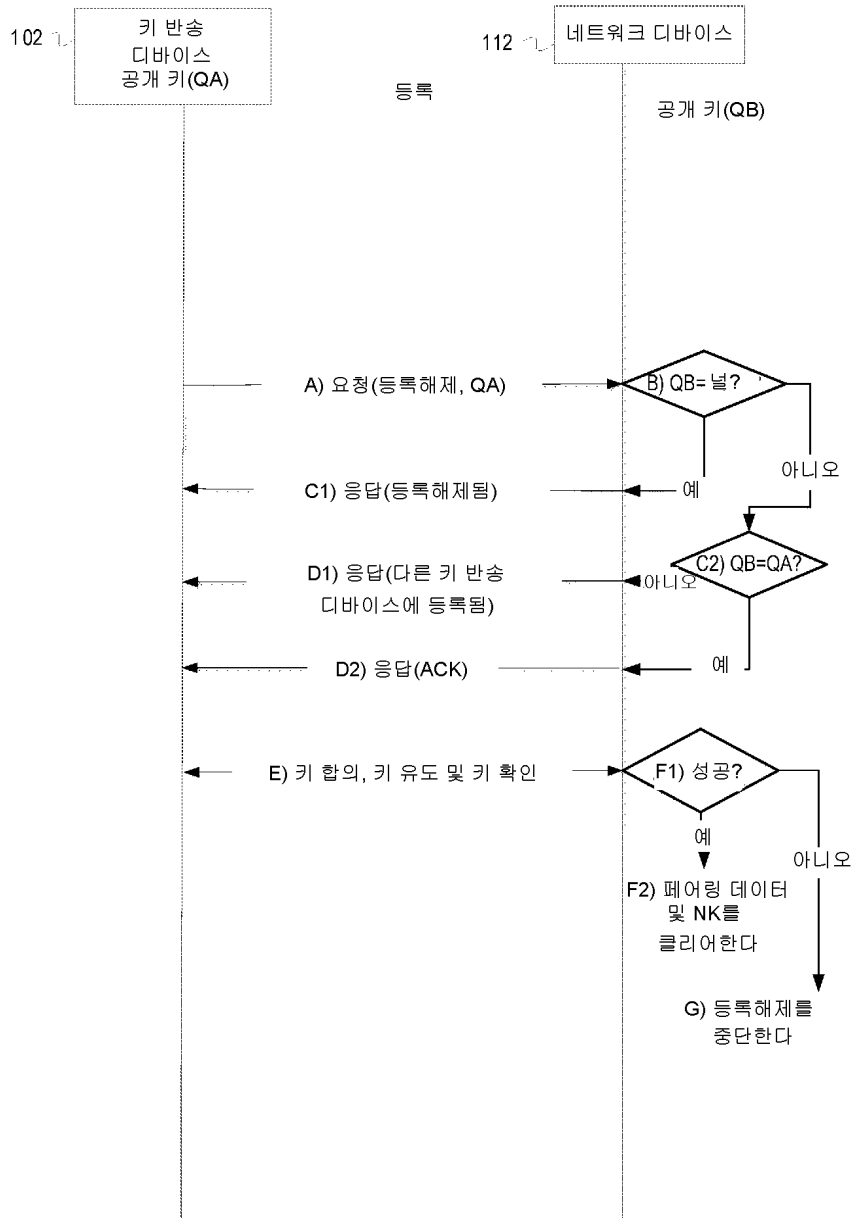 102
키 반송
디바이스
공개 키(QA)
112
네트워크 디바이스
등록
공개 키(QB)
A) 요청(등록해제, QA)
B) QB= 널?
아니오
C1) 응답(등록해제됨)
예
C2) QB=QA?
D1) 응답(다른 키 반송
디바이스에 등록됨)
아니오
D2) 응답(ACK)
예
E) 키 합의, 키 유도 및 키 확인
F1) 성공?
예
아니오
F2) 페어링 데이터
및 NK를
클리어한다
G) 등록해제를
중단한다